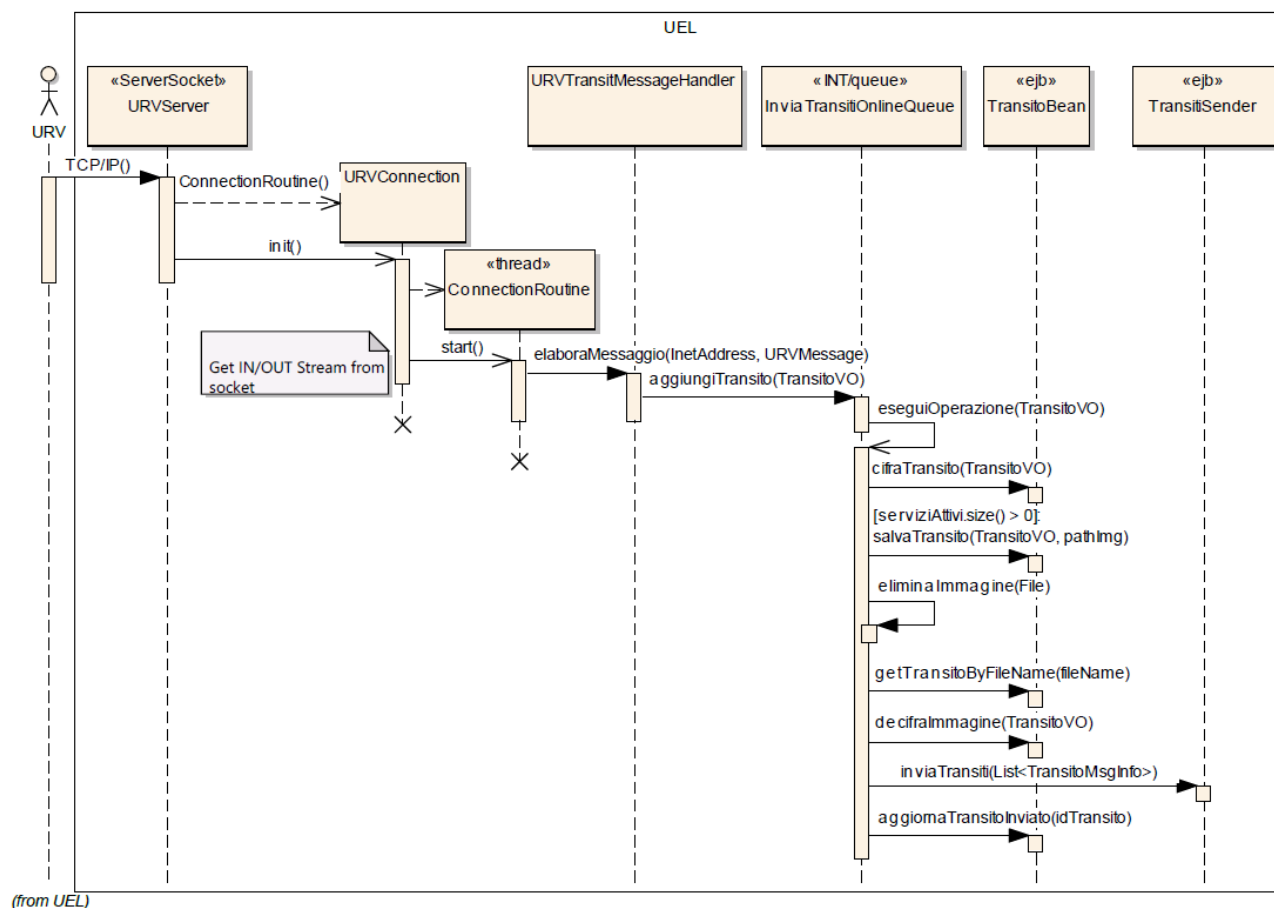 UEL
«ServerSocket»
URVServer
URVTransitMessageHandler
« INT/queue»
InviaTransitiOnlineQueue
«ejb»
TransitoBean
«ejb»
TransitiSender
URV
TCP/IP()
ConnectionRoutine()
URVConnection
init()
«thread»
ConnectionRoutine
Get IN/OUT Stream from
socket
start()
elaboraMessaggio(InetAddress, URVMessage)
aggiungiTransito(TransitoVO)
eseguiOperazione(TransitoVO)
cifraTransito(TransitoVO)
[serviziAttivi.size() > 0]:
salvaTransito(TransitoVO, pathImg)
eliminaImmagine(File)
getTransitoByFileName(fileName)
decifraImmagine(TransitoVO)
inviaTransiti(List<TransitoMsgInfo>)
aggiornaTransitoInviato(idTransito)
(from UEL)